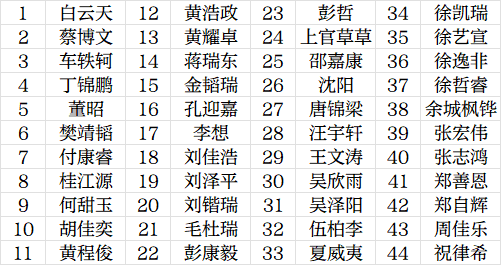 1 白云天 12 黄浩政 23 彭哲 34 徐凯瑞
2 蔡博文 13 黄耀卓 24 上官草草 35 徐艺宣
3 车轶轲 14 蒋瑞东 25 邵嘉康 36 徐逸非
4 丁锦鹏 15 金韬瑞 26 沈阳 37 徐哲睿
5 董昭 16 孔迎嘉 27 唐锦梁 38 余城枫铧
6 樊靖韬 17 李想 28 汪宇轩 39 张宏伟
7 付康睿 18 刘佳浩 29 王文涛 40 张志鸿
8 桂江源 19 刘泽平 30 吴欣雨 41 郑善恩
9 何甜玉 20 刘锴瑞 31 吴泽阳 42 郑自辉
10 胡佳奕 21 毛杜瑞 32 伍柏李 43 周佳乐
11 黄程俊 22 彭康毅 33 夏威夷 44 祝律希